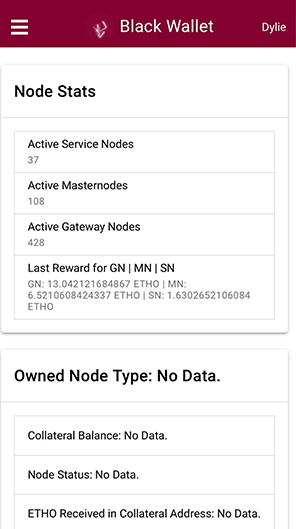 Black Wallet
Dylie
Node Stats
Active Service Nodes
37
Active Masternodes
108
Active Gateway Nodes
428
Last Reward for GN | MN | SN
GN: 13.042121684867 ETHO | MN:
6.5210608424337 ETHO | SN: 1.6302652106084
ETHO
Owned Node Type: No Data.
Collateral Balance: No Data.
Node Status: No Data.
ETHO Received in Collateral Address: No Data.